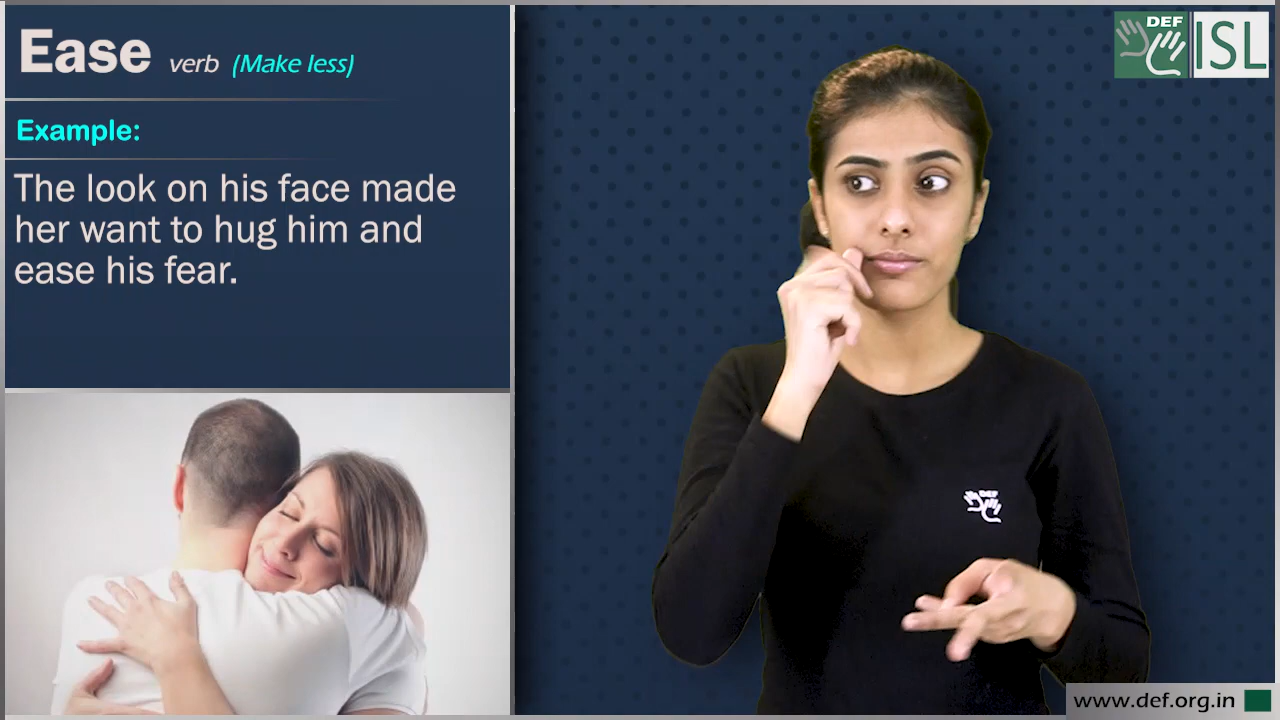 Ease verb (Make less)
Example:
The look on his face made
her want to hug him and
ease his fear.
DEF ISL
DEF
www.def.org.in